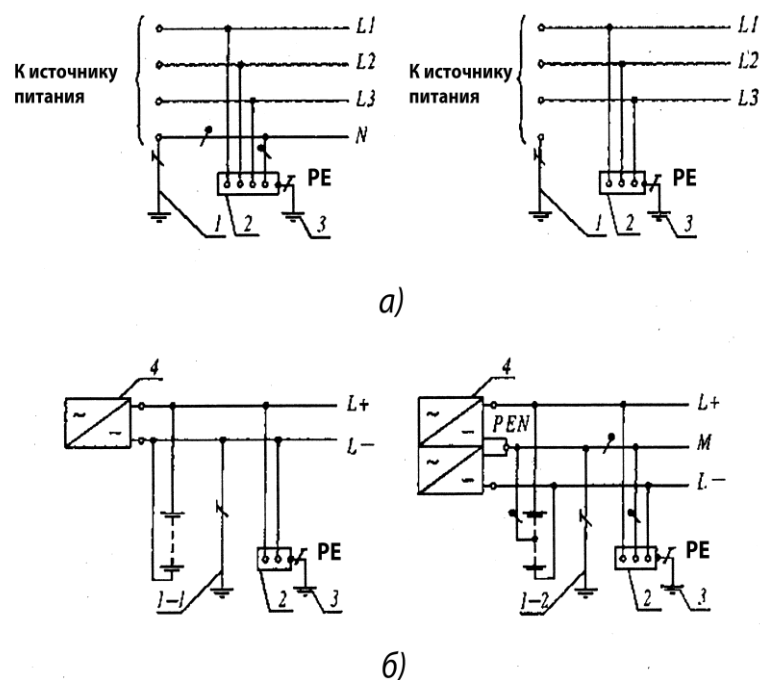 К источнику
питания
L1
L2
L3
N
PE
1
2
3
К источнику
питания
L1
L2
L3
PE
1
2
3
а)
4
L+
L−
PE
1-1
2
3
4
PEN
L+
M
L−
PE
1-2
2
3
б)